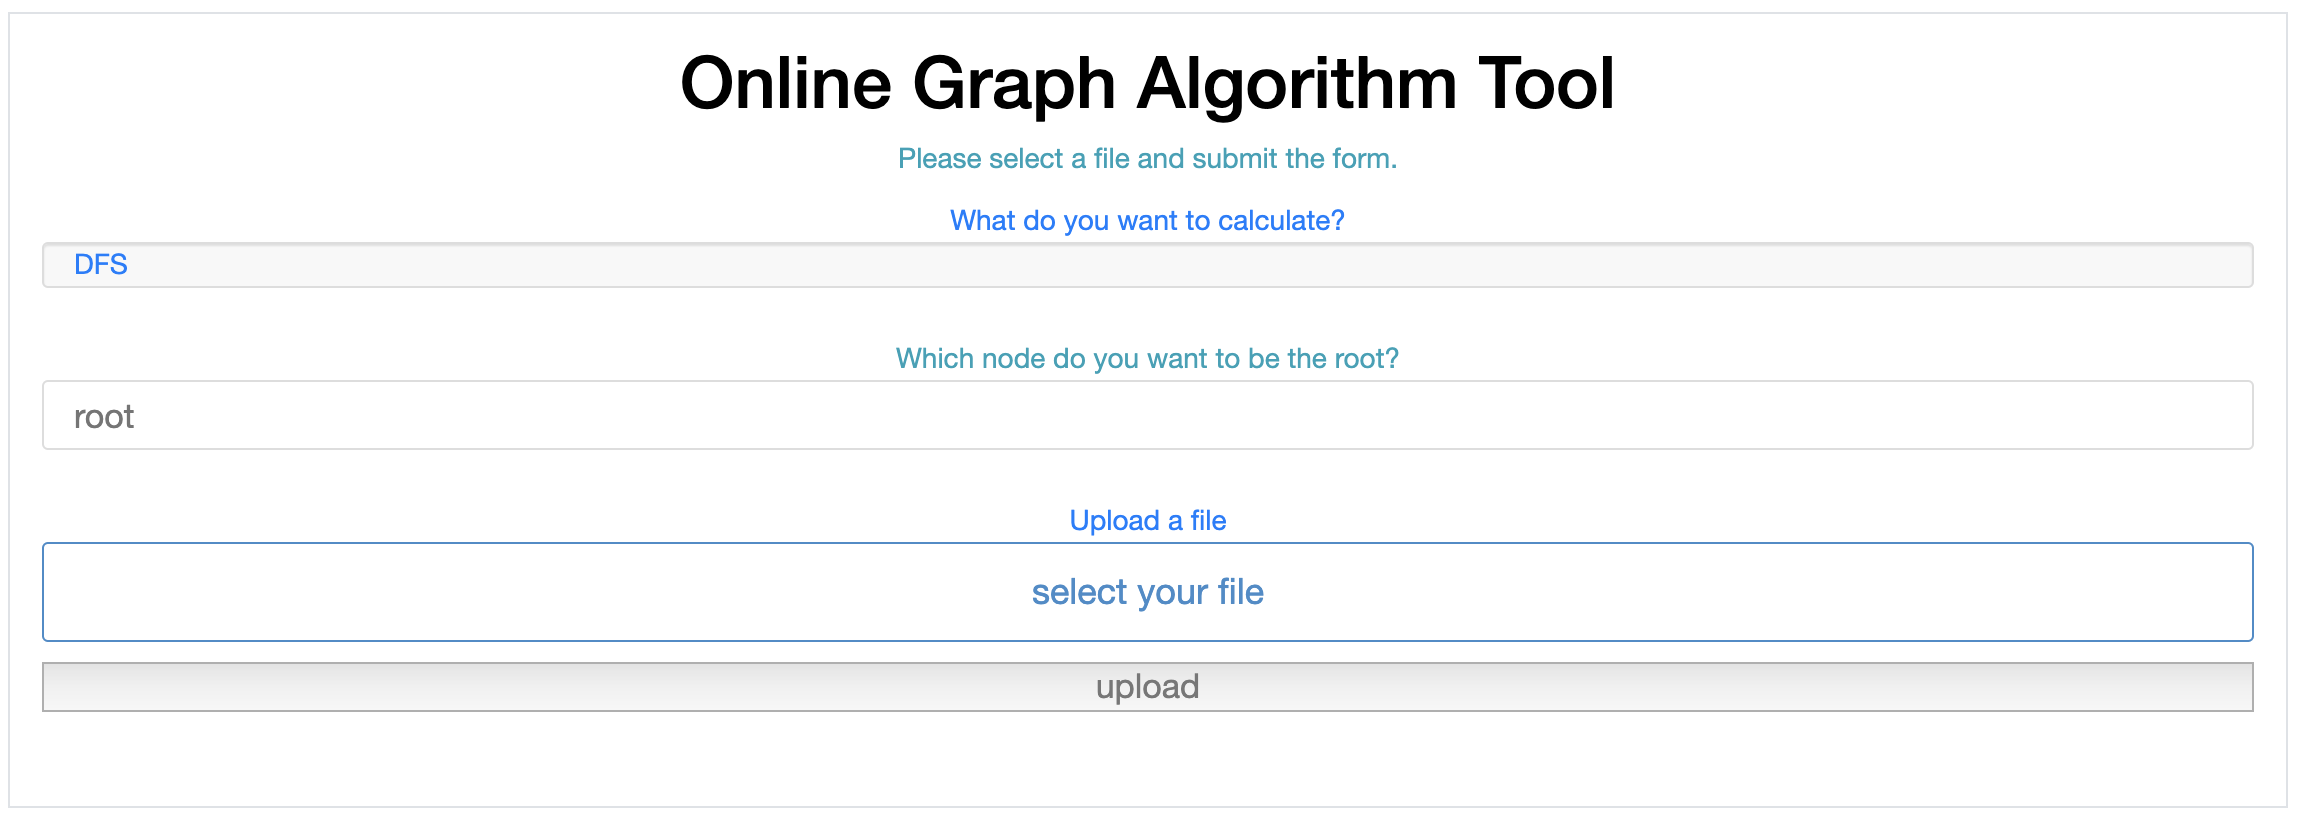 Online Graph Algorithm Tool
Please select a file and submit the form.
What do you want to calculate?
DFS
Which node do you want to be the root?
root
Upload a file
select your file
upload